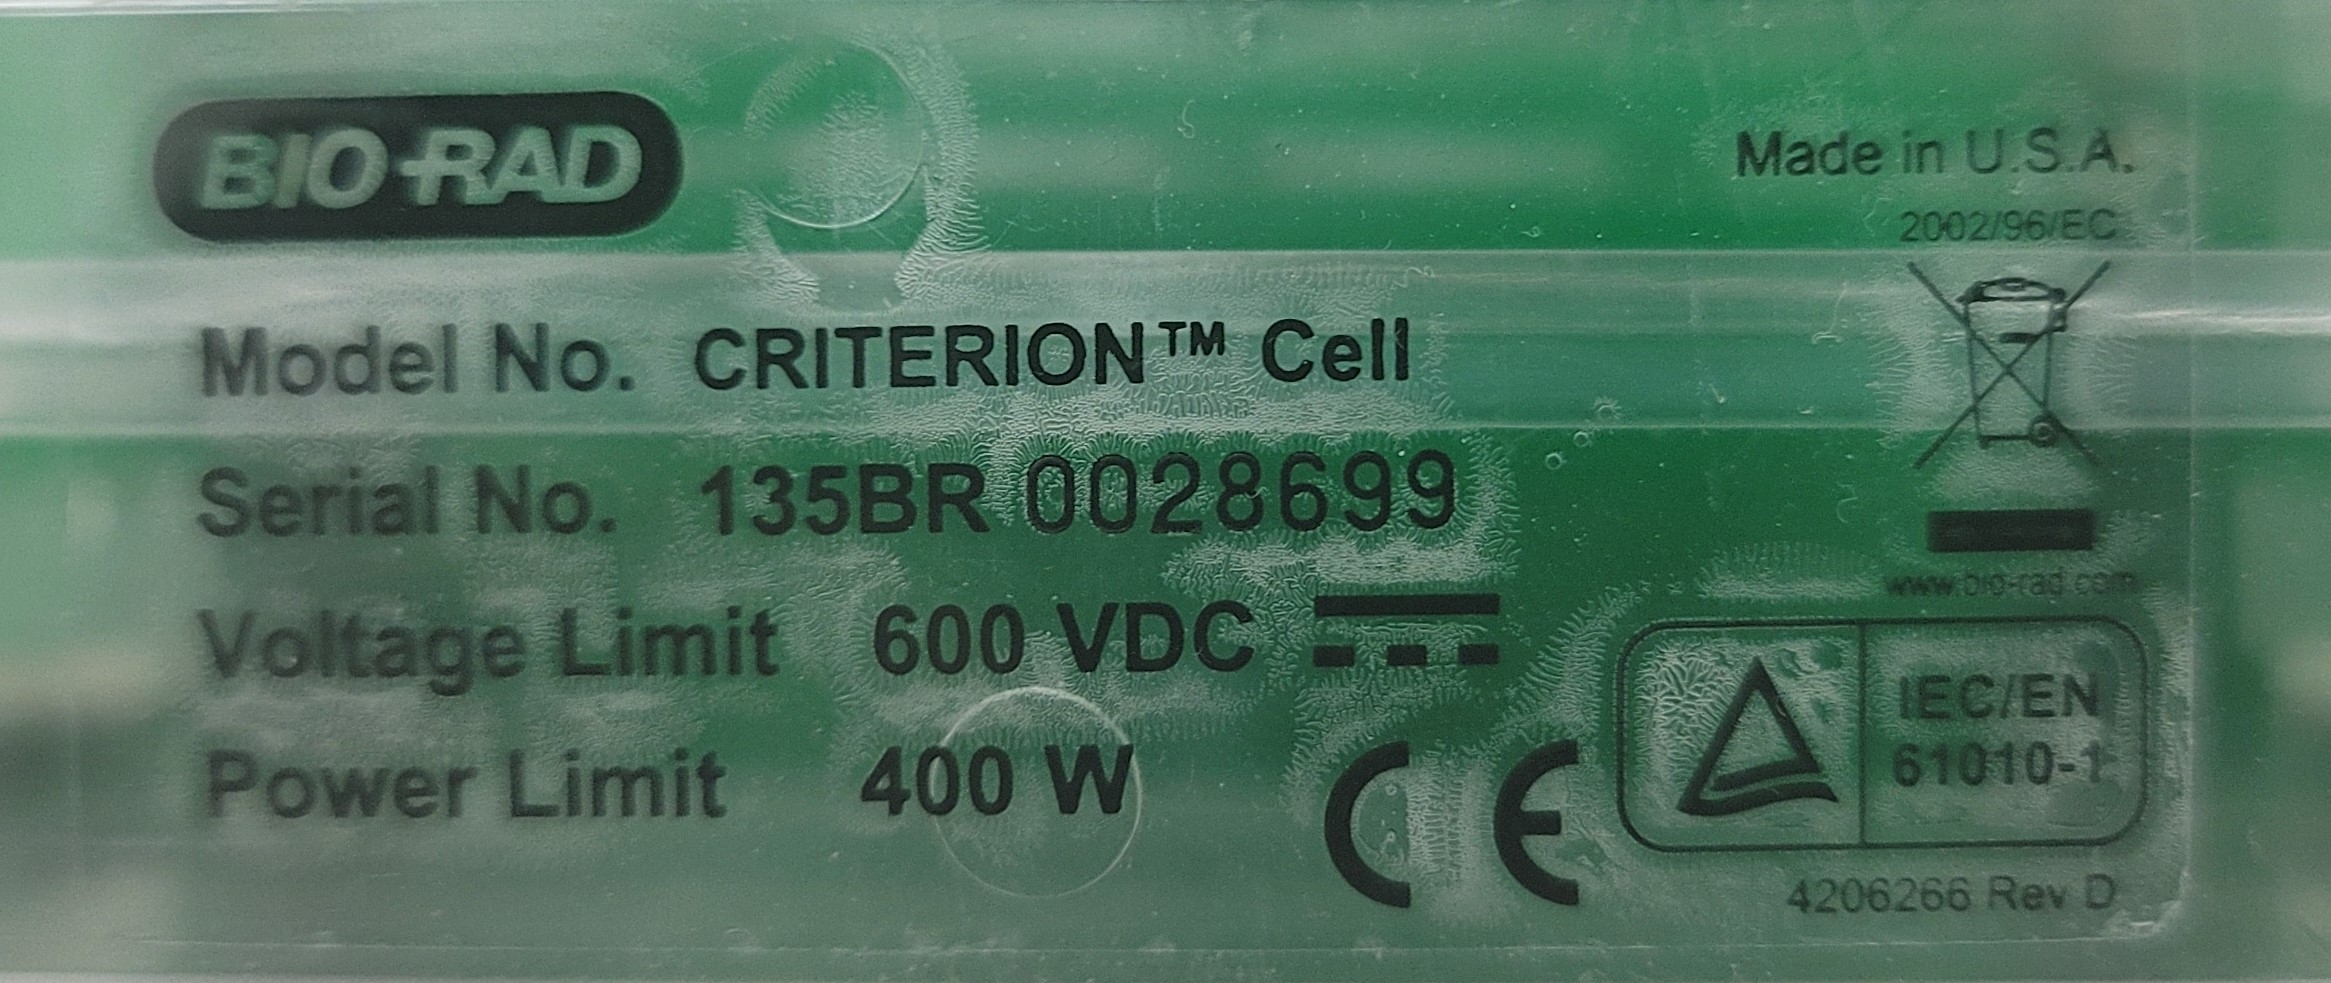 BIO-RAD
Made in U.S.A.
2002/96/EC
Model No. CRITERION™ Cell
Serial No. 135BR 0028699
www.bio-rad.com
Voltage Limit 600 VDC
Power Limit 400 W
CE
IEC/EN
61010-1
4206266 Rev D